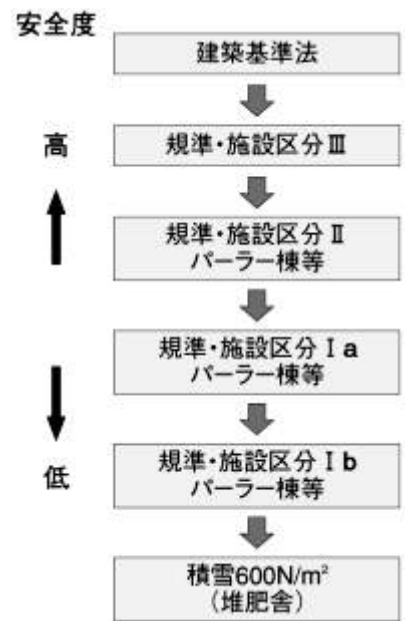 安全度
建築基準法
高
規準・施設区分Ⅲ
規準・施設区分Ⅱ
パーラー棟等
規準・施設区分Ⅰa
パーラー棟等
低
規準・施設区分Ⅰb
パーラー棟等
積雪600N/m²
（堆肥舎）